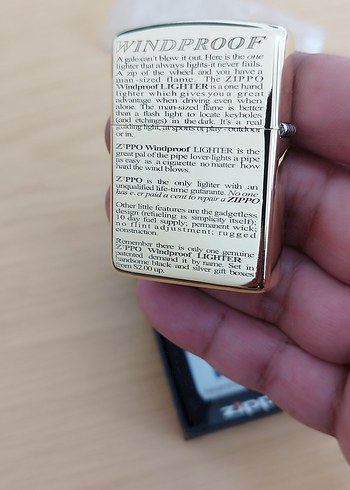 WINDPROOF
A gale can't blow it out. Here is the one
lighter that always lights-it never fails.
A zip of the wheel and you have a
man-sized flame. The ZIPPO
Windproof LIGHTER is a one hand
lighter which gives you a great
advantage when driving even when
alone. The man-sized flame is better
than a flash light to locate keyholes
(and etchings) in the dark. It's a real
loading light, at sports or play - outdoor
or in.
ZIPPO Windproof LIGHTER is the
great pal of the pipe lover-lights a pipe
as easy as a cigarette no matter how
hard the wind blows.
ZIPPO is the only lighter with an
unqualified life-time gutarante. No one
has ever paid a cent to repair a ZIPPO
Other little features are the gadgetless
design (refueling is simplicity itself);
10 day fuel supply; permanent wick;
no flint adjustment; rugged
construction.
Remember there is only one genuine
ZIPPO Windproof LIGHTER
patented demand it by name. Set in
handsome black and silver gift boxes
from $2.00 up.
zippo